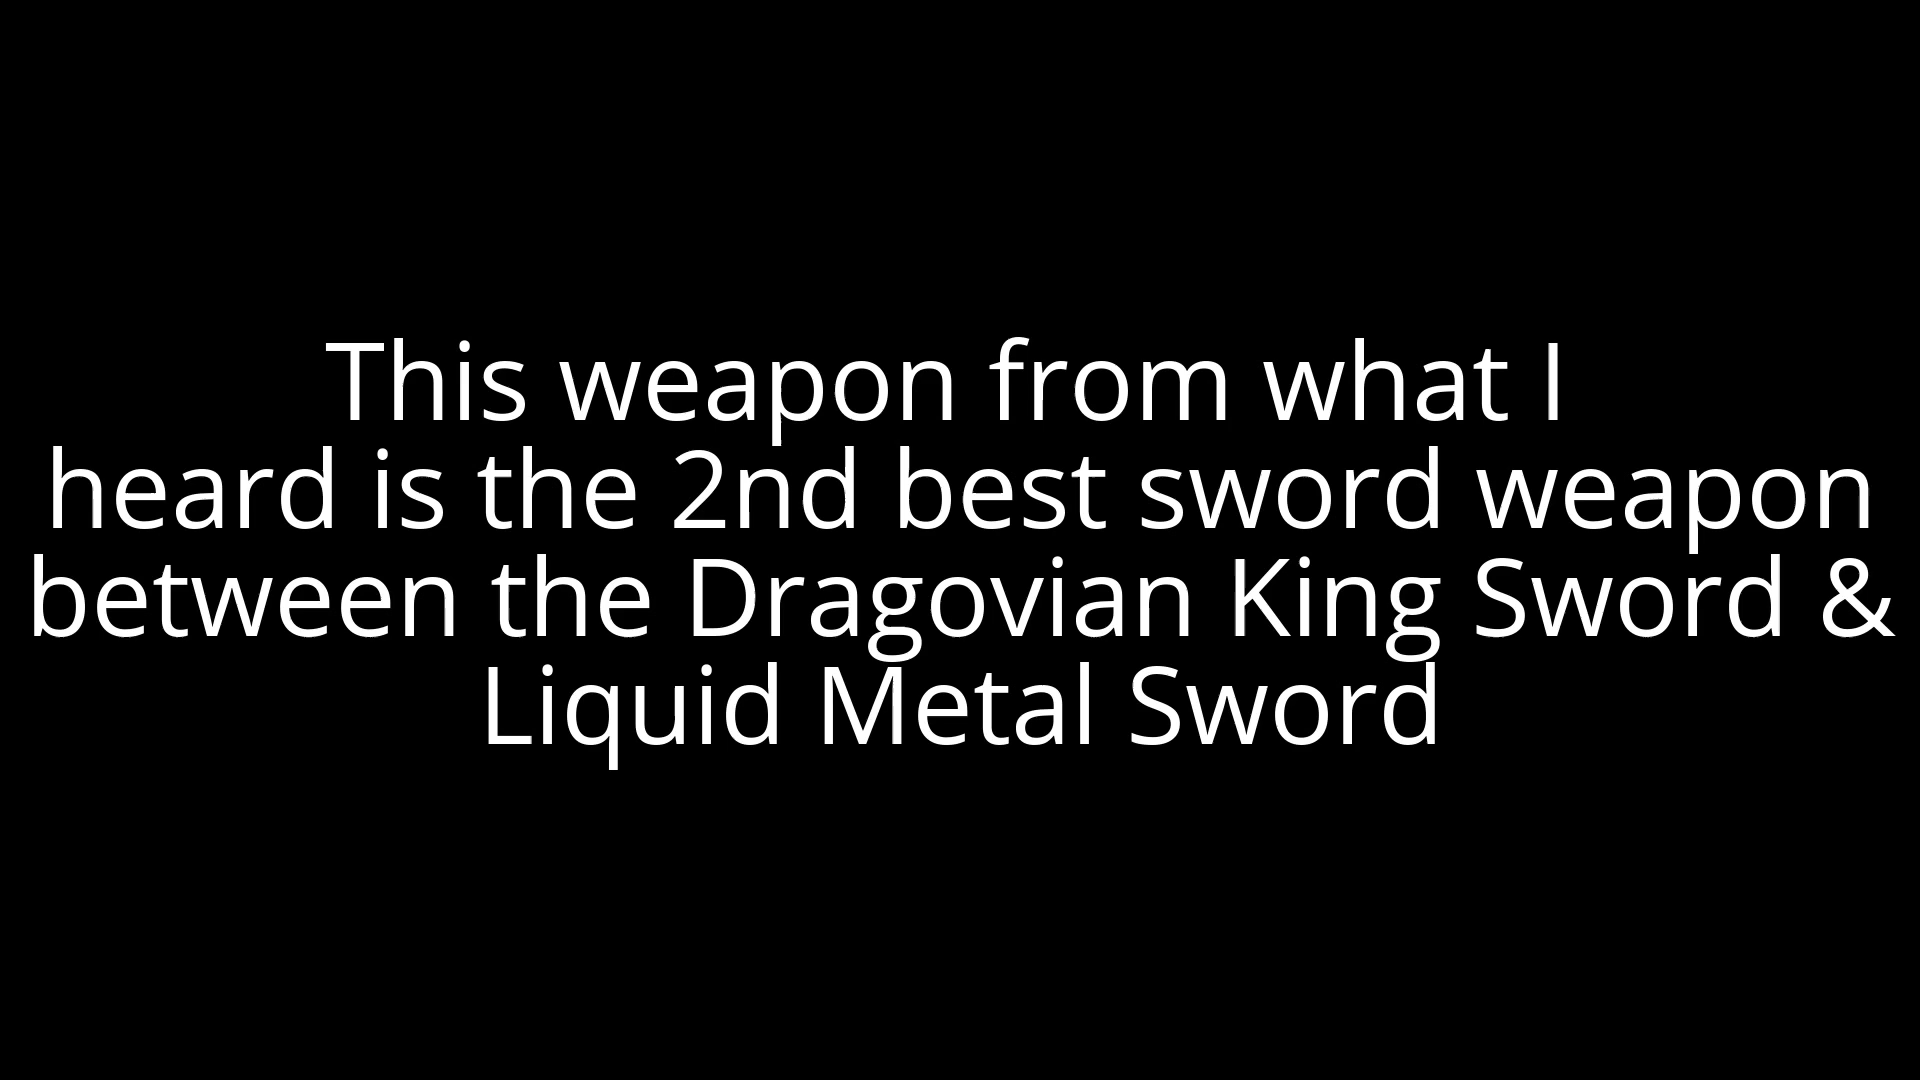 This weapon from what I
heard is the 2nd best sword weapon
between the Dragovian King Sword &
Liquid Metal Sword